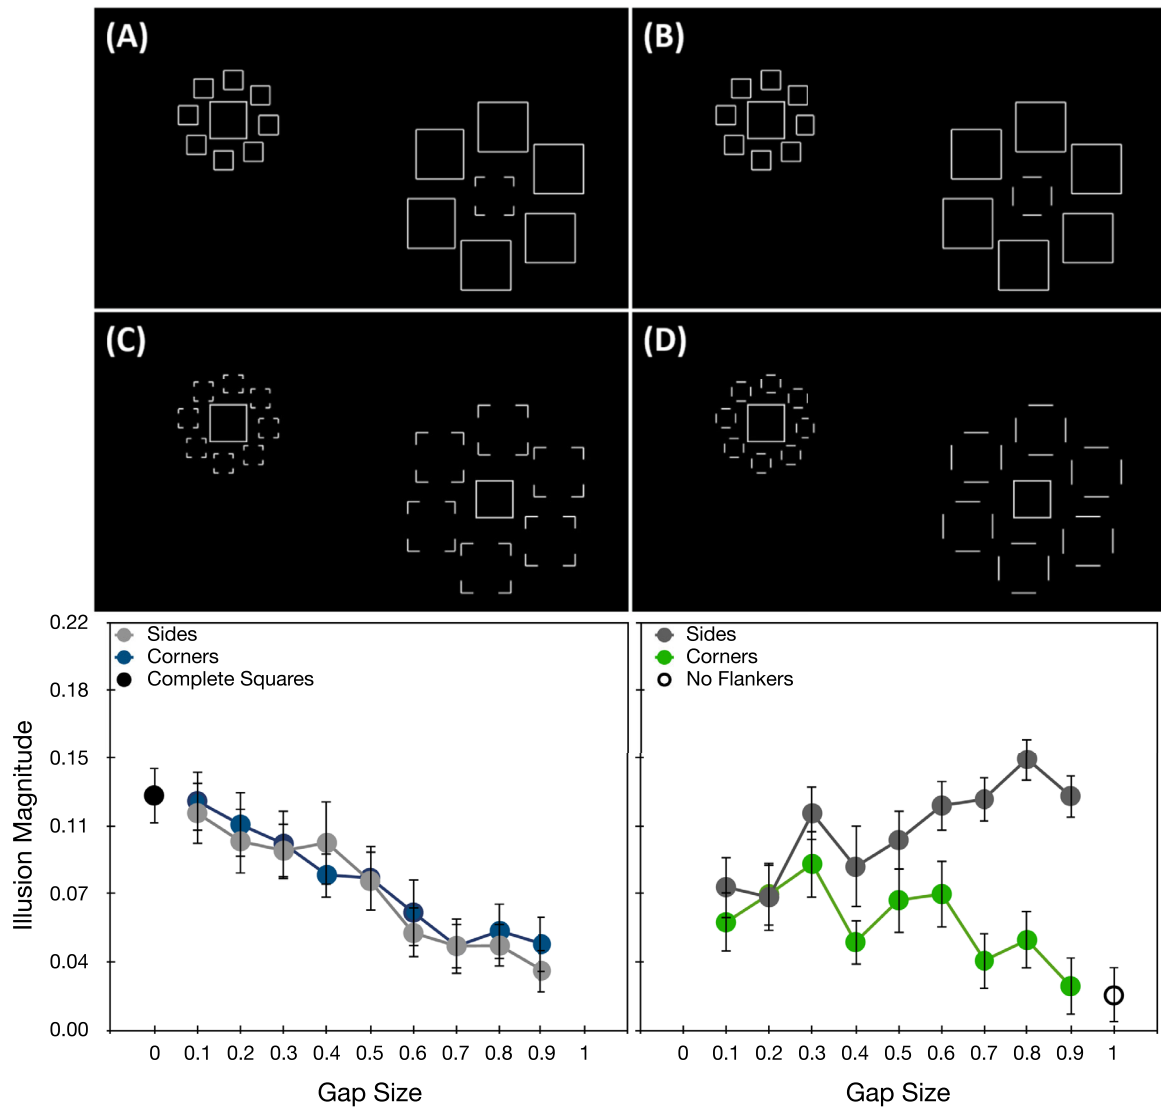 (A)
(B)
(C)
(D)
Sides
Corners
Complete Squares
Sides
Corners
No Flankers
Illusion Magnitude
0.22
0.18
0.15
0.11
0.07
0.04
0.00
0 0.1 0.2 0.3 0.4 0.5 0.6 0.7 0.8 0.9 1
0 0.1 0.2 0.3 0.4 0.5 0.6 0.7 0.8 0.9 1
Gap Size
Gap Size